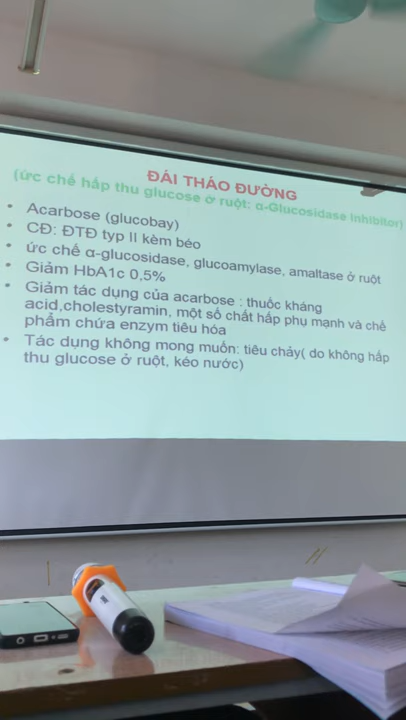 ĐÁI THÁO ĐƯỜNG
(ức chế hấp thu glucose ở ruột: α-Glucosidase Inhibitor)
• Acarbose (glucobay)
• CĐ: ĐTĐ typ II kèm béo
• ức chế α-glucosidase, glucoamylase, amaltase ở ruột
• Giảm HbA1c 0,5%
• Giảm tác dụng của acarbose : thuốc kháng
acid,cholestyramin, một số chất hấp phụ mạnh và chế
phẩm chứa enzym tiêu hóa
• Tác dụng không mong muốn: tiêu chảy( do không hấp
thu glucose ở ruột, kéo nước)